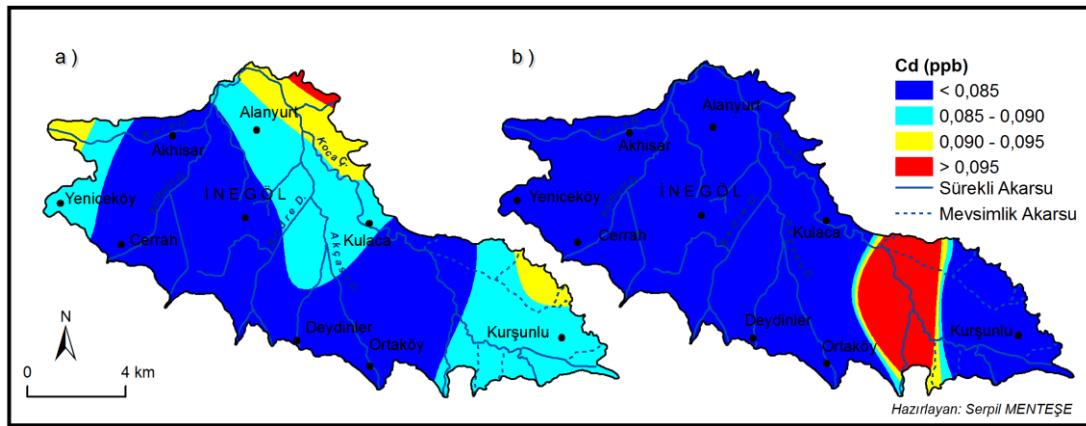 a )
Alanyurt
Akhisar
Koca Ç.
Yeniceköy
İNEGÖL
Cerrah
Kulaca
Deydinler
Ortaköy
Kurşunlu
N
0 4 km
b )
Alanyurt
Akhisar
Yeniceköy
İNEGÖL
Cerrah
Kulaca
Deydinler
Ortaköy
Kurşunlu
Cd (ppb)
< 0,085
0,085 - 0,090
0,090 - 0,095
> 0,095
Sürekli Akarsu
Mevsimlik Akarsu
Hazırlayan: Serpil MENTEŞE